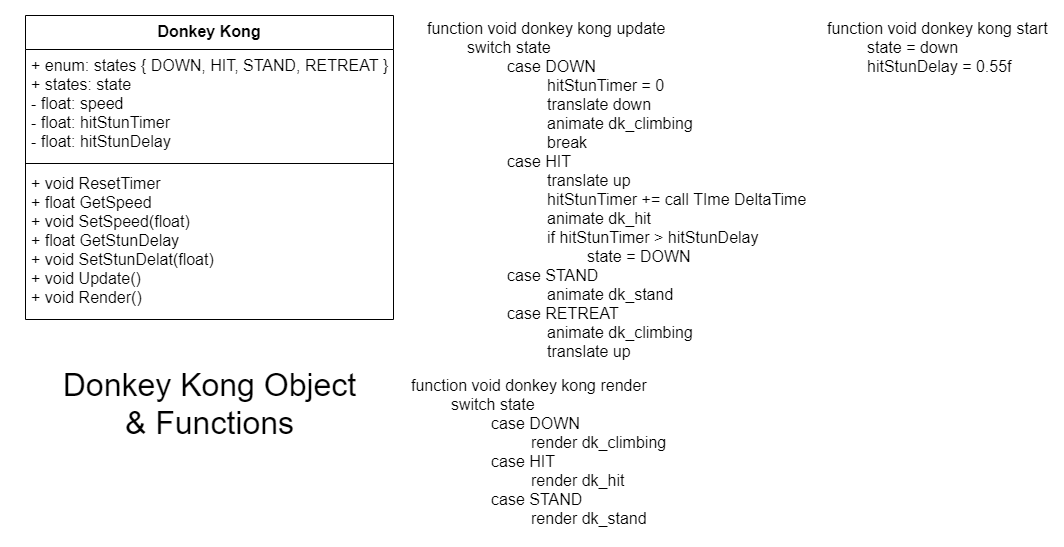 Donkey Kong
+ enum: states { DOWN, HIT, STAND, RETREAT }
+ states: state
- float: speed
- float: hitStunTimer
- float: hitStunDelay
+ void ResetTimer
+ float GetSpeed
+ void SetSpeed(float)
+ float GetStunDelay
+ void SetStunDelat(float)
+ void Update()
+ void Render()
Donkey Kong Object
& Functions
function void donkey kong update
switch state
case DOWN
hitStunTimer = 0
translate down
animate dk_climbing
break
case HIT
translate up
hitStunTimer += call TIme DeltaTime
animate dk_hit
if hitStunTimer > hitStunDelay
state = DOWN
case STAND
animate dk_stand
case RETREAT
animate dk_climbing
translate up
function void donkey kong render
switch state
case DOWN
render dk_climbing
case HIT
render dk_hit
case STAND
render dk_stand
function void donkey kong start
state = down
hitStunDelay = 0.55f